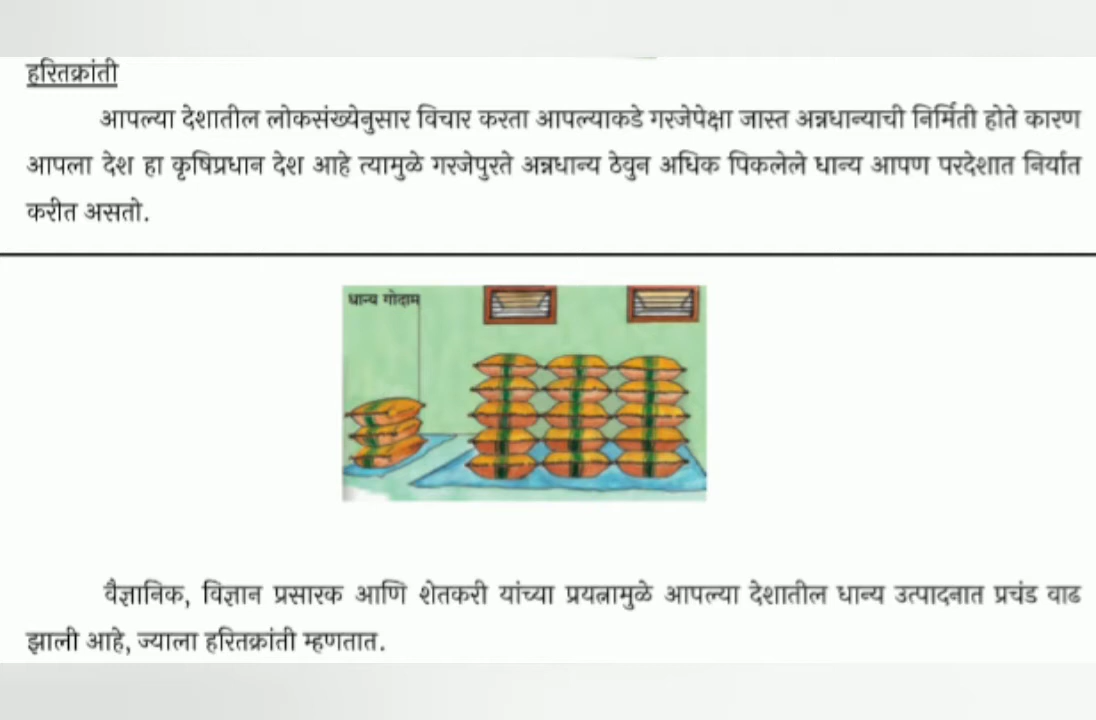 हरितक्रांती
आपल्या देशातील लोकसंख्येनुसार विचार करता आपल्याकडे गरजेपेक्षा जास्त अन्नधान्याची निर्मिती होते कारण
आपला देश हा कृषिप्रधान देश आहे त्यामुळे गरजेपुरते अन्नधान्य ठेवुन अधिक पिकलेले धान्य आपण परदेशात निर्यात
करीत असतो.
धान्य गोदाम
वैज्ञानिक, विज्ञान प्रसारक आणि शेतकरी यांच्या प्रयत्नामुळे आपल्या देशातील धान्य उत्पादनात प्रचंड वाढ
झाली आहे, ज्याला हरितक्रांती म्हणतात.